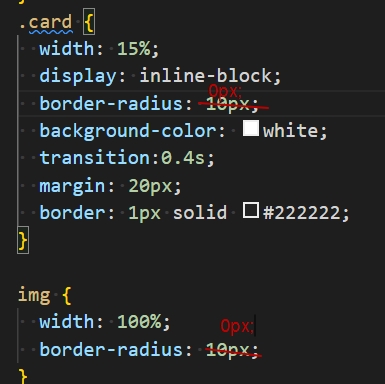 .card {
width: 15%;
display: inline-block;
0px;
border-radius: 10px;
background-color: white;
transition:0.4s;
margin: 20px;
border: 1px solid #222222;
}
img {
width: 100%;
0px;
border-radius: 10px;
}